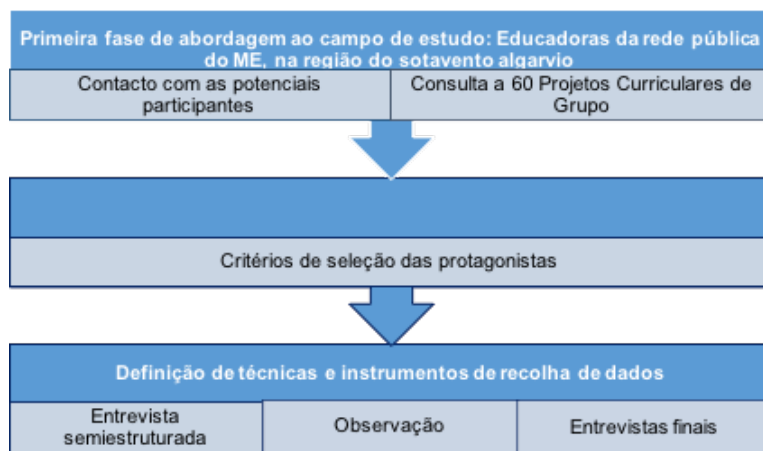 Primeira fase de abordagem ao campo de estudo: Educadoras da rede pública
do ME, na região do sotavento algarvio
Contacto com as potenciais
participantes
Consulta a 60 Projetos Curriculares de
Grupo
Critérios de seleção das protagonistas
Definição de técnicas e instrumentos de recolha de dados
Entrevista
semiestruturada
Observação
Entrevistas finais